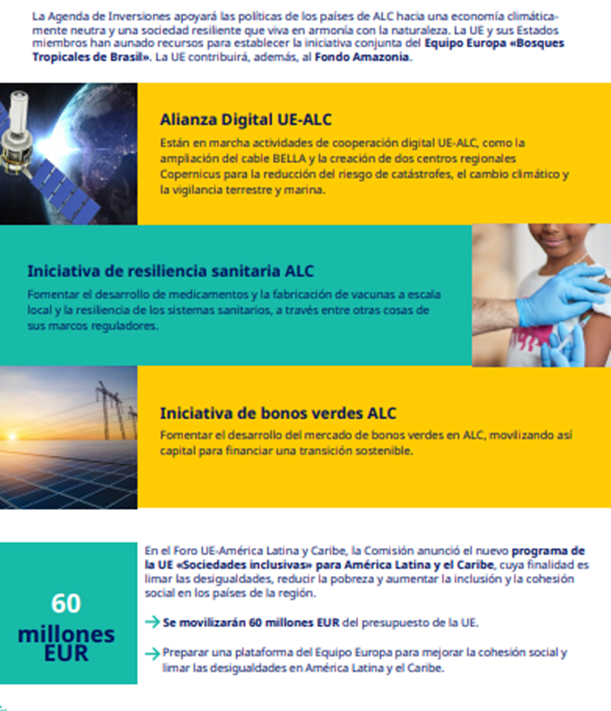 La Agenda de Inversiones apoyará las políticas de los países de ALC hacia una economía climática-
mente neutra y una sociedad resiliente que viva en armonía con la naturaleza. La UE y sus Estados
miembros han aunado recursos para establecer la iniciativa conjunta del Equipo Europa «Bosques
Tropicales de Brasil». La UE contribuirá, además, al Fondo Amazonia.
Alianza Digital UE-ALC
Están en marcha actividades de cooperación digital UE-ALC, como la
ampliación del cable BELLA y la creación de dos centros regionales
Copernicus para la reducción del riesgo de catástrofes, el cambio climático y
la vigilancia terrestre y marina.
Iniciativa de resiliencia sanitaria ALC
Fomentar el desarrollo de medicamentos y la fabricación de vacunas a escala
local y la resiliencia de los sistemas sanitarios, a través entre otras cosas de
sus marcos reguladores.
Iniciativa de bonos verdes ALC
Fomentar el desarrollo del mercado de bonos verdes en ALC, movilizando así
capital para financiar una transición sostenible.
60
millones
EUR
En el Foro UE-América Latina y Caribe, la Comisión anunció el nuevo programa de
la UE «Sociedades inclusivas» para América Latina y el Caribe, cuya finalidad es
limar las desigualdades, reducir la pobreza y aumentar la inclusión y la cohesión
social en los países de la región.
Se movilizarán 60 millones EUR del presupuesto de la UE.
Preparar una plataforma del Equipo Europa para mejorar la cohesión social y
limar las desigualdades en América Latina y el Caribe.